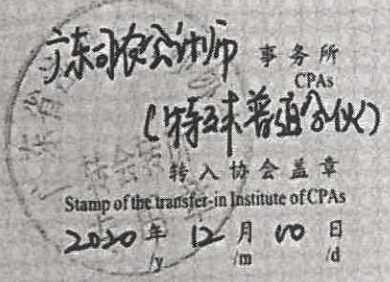 广东司农会计师 事务所
CPAs
(特殊普通合伙)
转入协会盖章
Stamp of the transfer-in Institute of CPAs
2020 年 12 月 10 日
/y /m /d